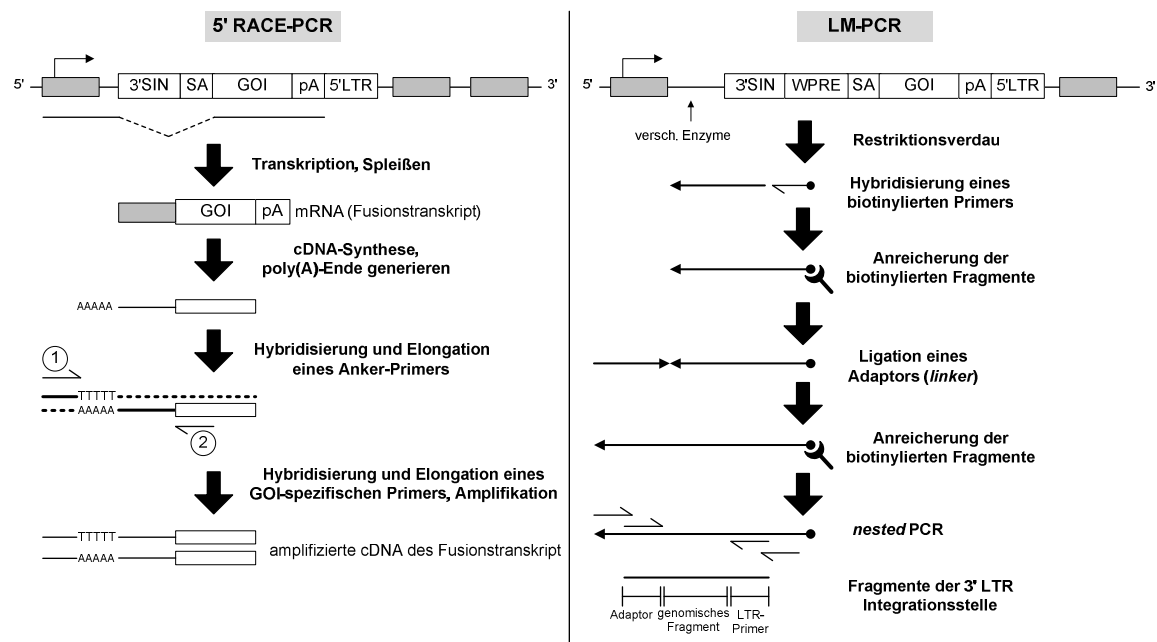 5' RACE-PCR
5' 3'SIN SA GOI pA 5'LTR 3'
Transkription, Spleißen
GOI pA mRNA (Fusionstranskript)
cDNA-Synthese,
poly(A)-Ende generieren
AAAAA
Hybridisierung und Elongation
eines Anker-Primers
1
TTTTT
AAAAA
2
Hybridisierung und Elongation eines
GOI-spezifischen Primers, Amplifikation
TTTTT
AAAAA
amplifizierte cDNA des Fusionstranskript
LM-PCR
5' 3'SIN WPRE SA GOI pA 5'LTR 3'
versch. Enzyme
Restriktionsverdau
Hybridisierung eines
biotinylierten Primers
Anreicherung der
biotinylierten Fragmente
Ligation eines
Adaptors (linker)
Anreicherung der
biotinylierten Fragmente
nested PCR
Fragmente der 3' LTR
Integrationsstelle
Adaptor genomisches LTR-
Fragment Primer